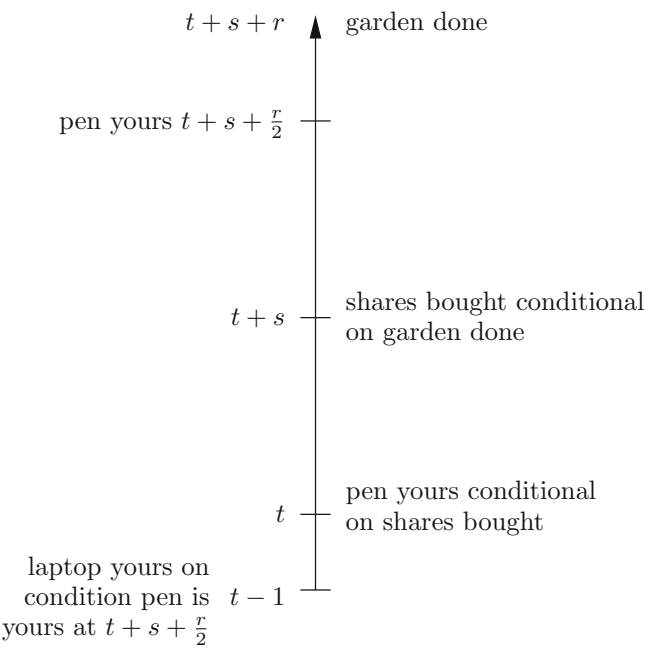 t + s + r garden done
pen yours t + s + r/2
shares bought conditional
t + s
on garden done
pen yours conditional
t
on shares bought
laptop yours on
condition pen is t − 1
yours at t + s + r/2